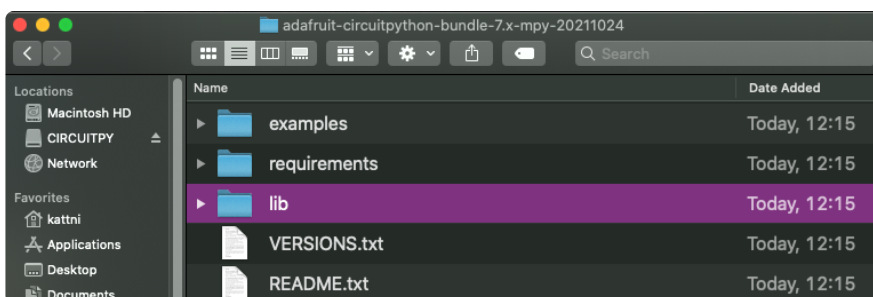 adafruit-circuitpython-bundle-7.x-mpy-20211024
Search
Locations
Macintosh HD
CIRCUITPY
Network
Favorites
kattni
Applications
Desktop
Documents
Name Date Added
examples Today, 12:15
requirements Today, 12:15
lib Today, 12:15
VERSIONS.txt Today, 12:15
README.txt Today, 12:15